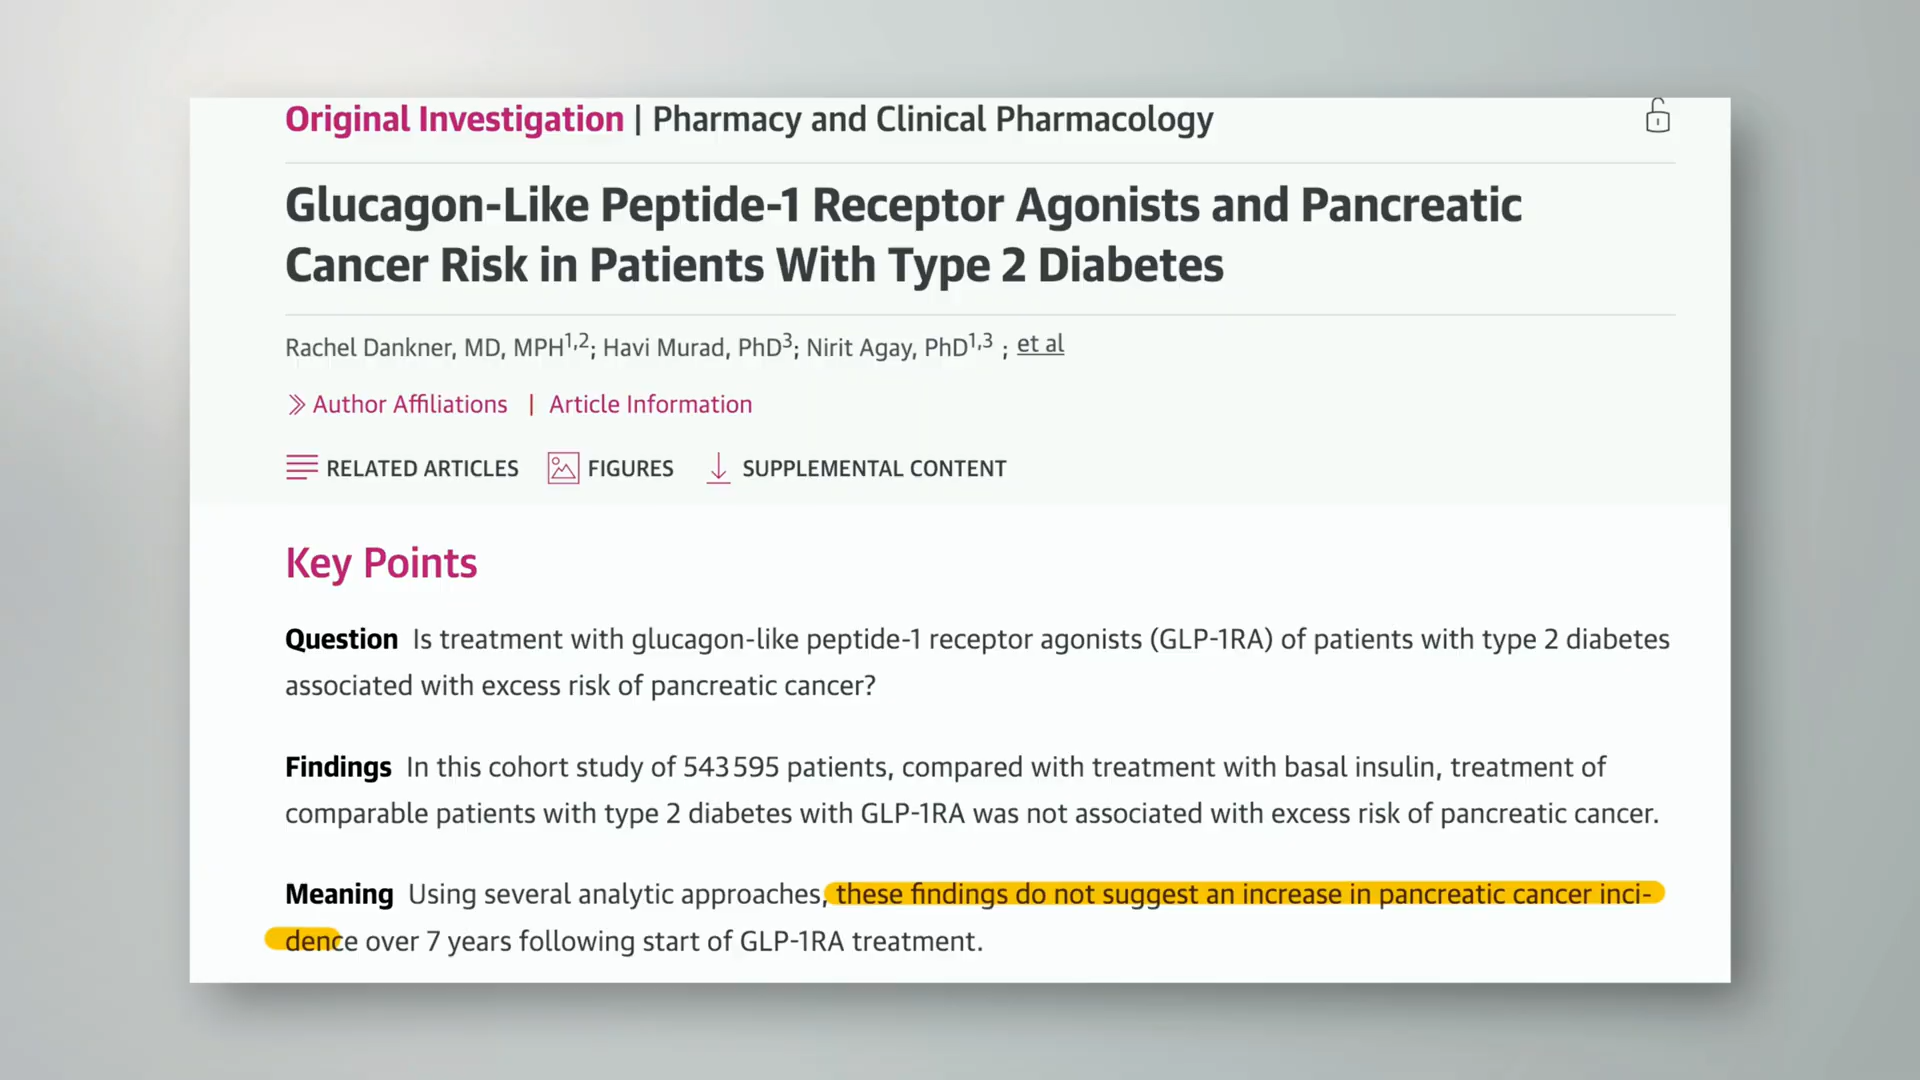 Original Investigation | Pharmacy and Clinical Pharmacology
Glucagon-Like Peptide-1 Receptor Agonists and Pancreatic
Cancer Risk in Patients With Type 2 Diabetes
Rachel Dankner, MD, MPH1,2; Havi Murad, PhD3; Nirit Agay, PhD1,3 ; et al
Author Affiliations | Article Information
RELATED ARTICLES FIGURES SUPPLEMENTAL CONTENT
Key Points
Question Is treatment with glucagon-like peptide-1 receptor agonists (GLP-1RA) of patients with type 2 diabetes
associated with excess risk of pancreatic cancer?
Findings In this cohort study of 543 595 patients, compared with treatment with basal insulin, treatment of
comparable patients with type 2 diabetes with GLP-1RA was not associated with excess risk of pancreatic cancer.
Meaning Using several analytic approaches, these findings do not suggest an increase in pancreatic cancer inci-
dence over 7 years following start of GLP-1RA treatment.